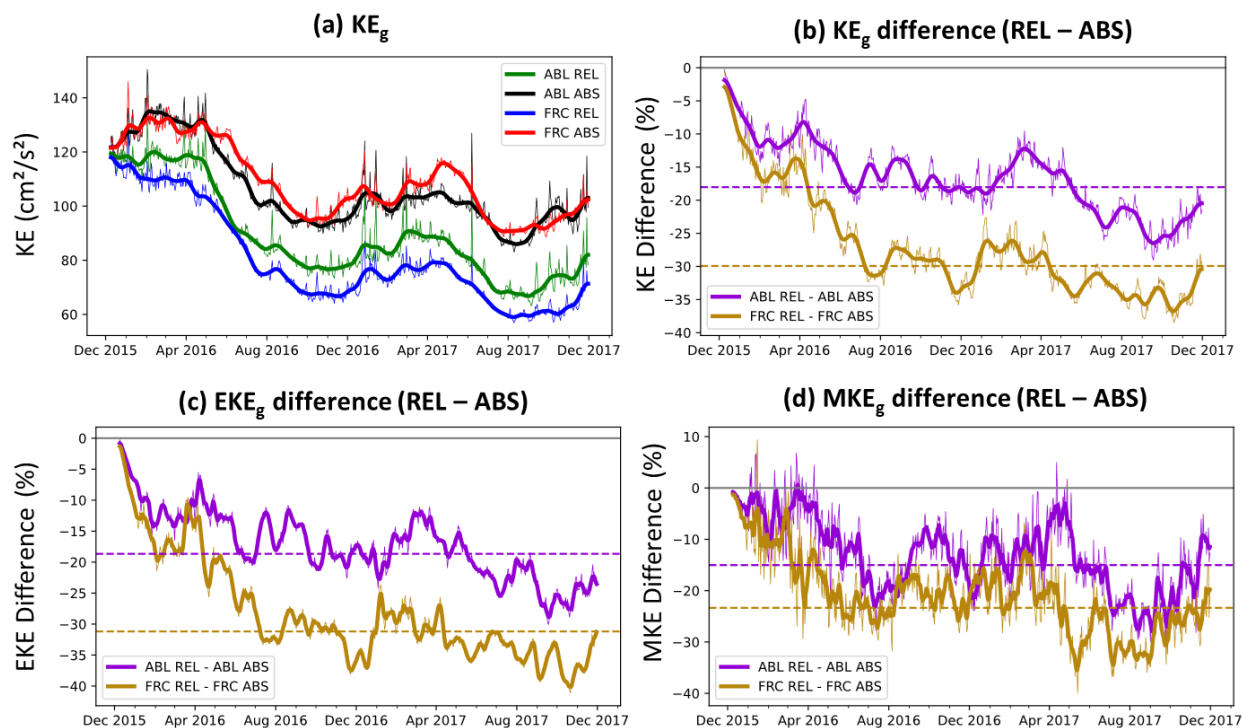 (a) KEg
KE (cm²/s²)
140
120
100
80
60
ABL REL
ABL ABS
FRC REL
FRC ABS
Dec 2015 Apr 2016 Aug 2016 Dec 2016 Apr 2017 Aug 2017 Dec 2017
(b) KEg difference (REL – ABS)
KE Difference (%)
0
−5
−10
−15
−20
−25
−30
−35
−40
ABL REL - ABL ABS
FRC REL - FRC ABS
Dec 2015 Apr 2016 Aug 2016 Dec 2016 Apr 2017 Aug 2017 Dec 2017
(c) EKEg difference (REL – ABS)
EKE Difference (%)
0
−5
−10
−15
−20
−25
−30
−35
−40
ABL REL - ABL ABS
FRC REL - FRC ABS
Dec 2015 Apr 2016 Aug 2016 Dec 2016 Apr 2017 Aug 2017 Dec 2017
(d) MKEg difference (REL – ABS)
MKE Difference (%)
10
0
−10
−20
−30
−40
ABL REL - ABL ABS
FRC REL - FRC ABS
Dec 2015 Apr 2016 Aug 2016 Dec 2016 Apr 2017 Aug 2017 Dec 2017